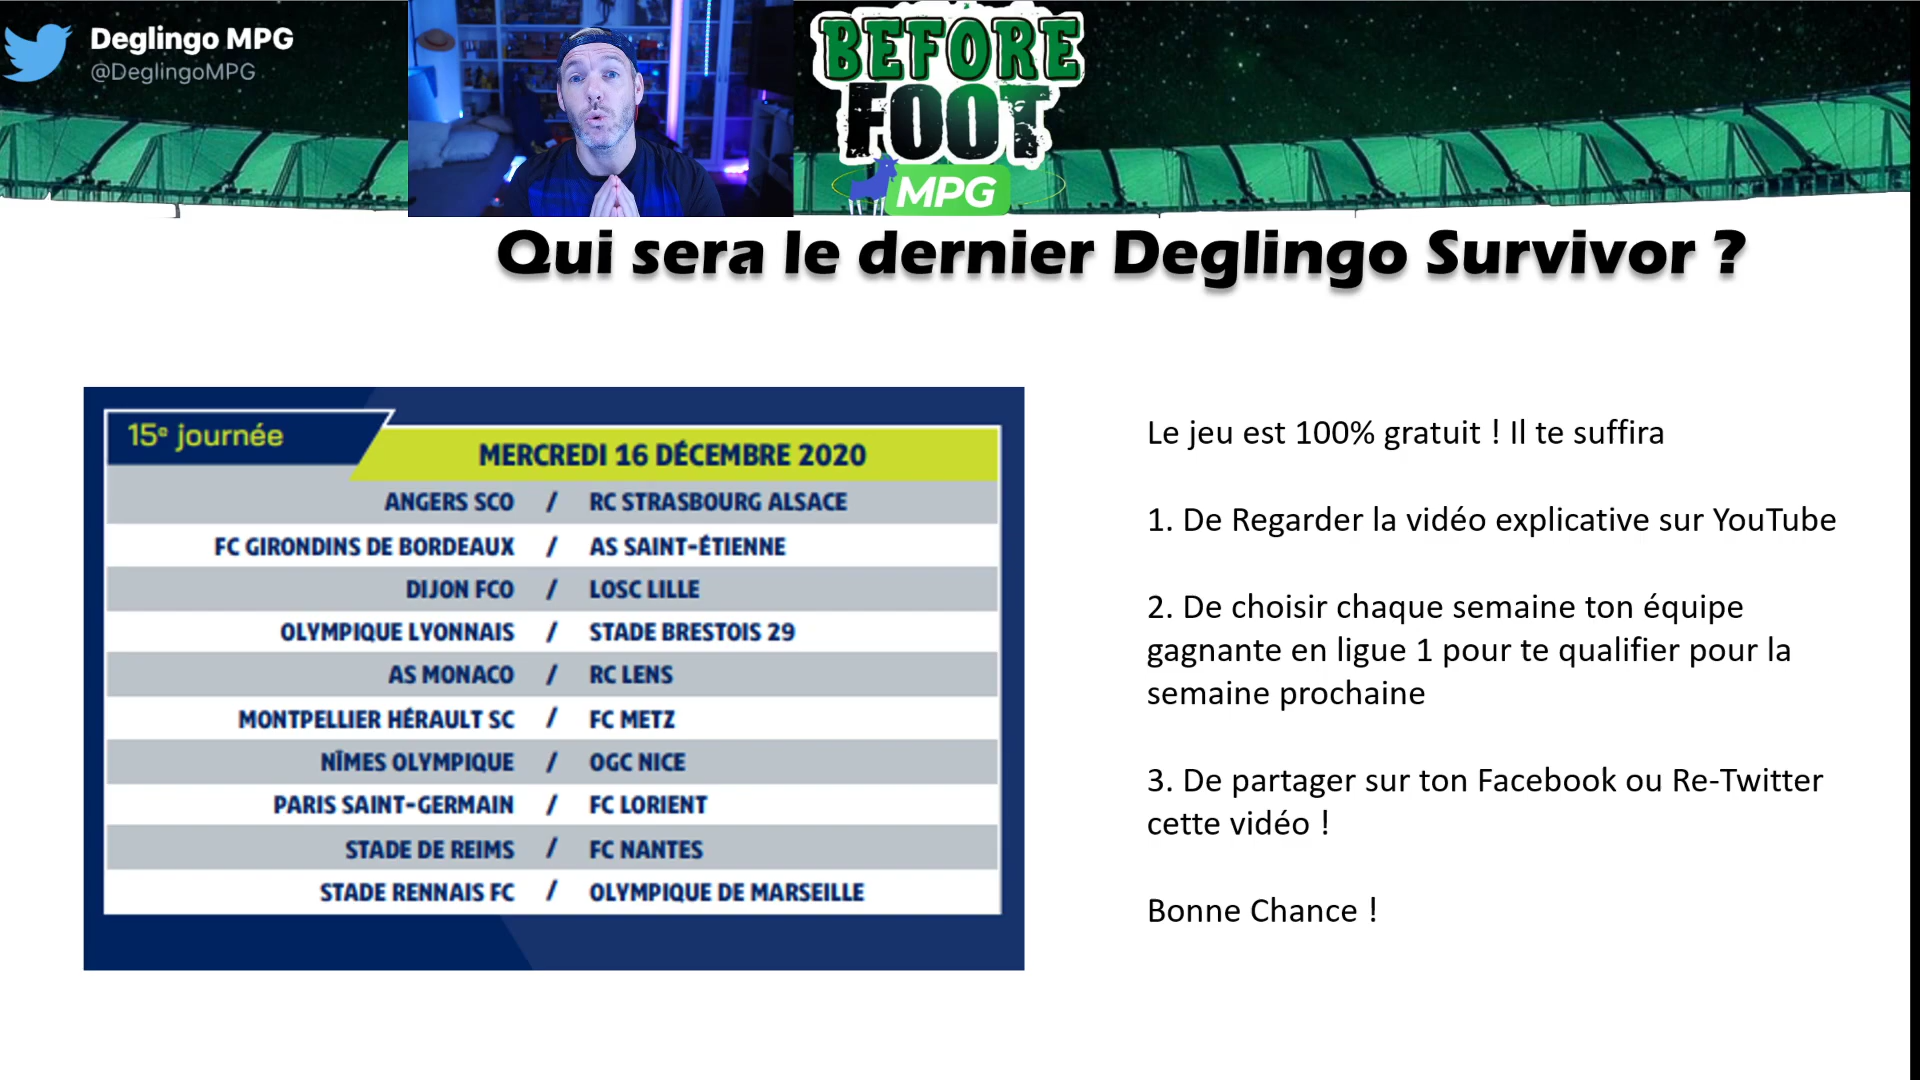 Deglingo MPG
@DeglingoMPG
BEFORE
FOOT
MPG
Qui sera le dernier Deglingo Survivor ?
15e journée
MERCREDI 16 DÉCEMBRE 2020
ANGERS SCO / RC STRASBOURG ALSACE
FC GIRONDINS DE BORDEAUX / AS SAINT-ÉTIENNE
DIJON FCO / LOSC LILLE
OLYMPIQUE LYONNAIS / STADE BRESTOIS 29
AS MONACO / RC LENS
MONTPELLIER HÉRAULT SC / FC METZ
NÎMES OLYMPIQUE / OGC NICE
PARIS SAINT-GERMAIN / FC LORIENT
STADE DE REIMS / FC NANTES
STADE RENNAIS FC / OLYMPIQUE DE MARSEILLE
Le jeu est 100% gratuit ! Il te suffira
1. De Regarder la vidéo explicative sur YouTube
2. De choisir chaque semaine ton équipe
gagnante en ligue 1 pour te qualifier pour la
semaine prochaine
3. De partager sur ton Facebook ou Re-Twitter
cette vidéo !
Bonne Chance !